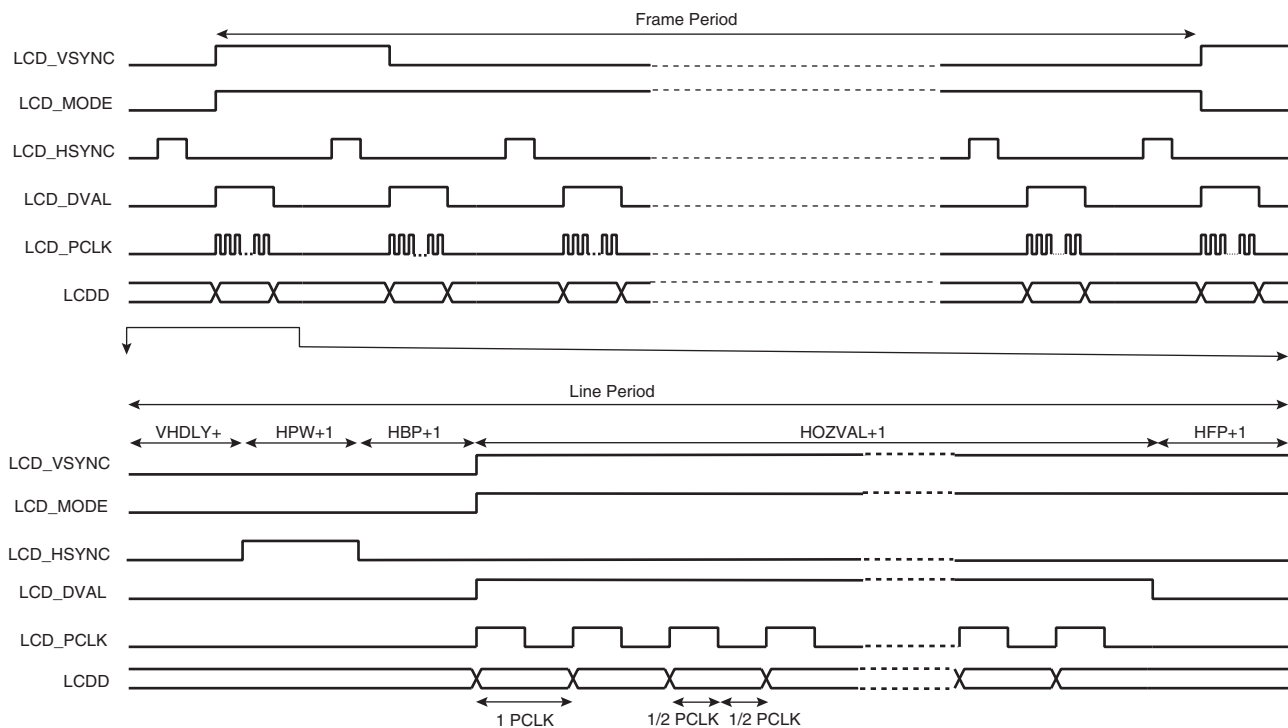 Frame Period
LCD_VSYNC
LCD_MODE
LCD_HSYNC
LCD_DVAL
LCD_PCLK
LCDD
Line Period
VHDLY+ HPW+1 HBP+1 HOZVAL+1 HFP+1
LCD_VSYNC
LCD_MODE
LCD_HSYNC
LCD_DVAL
LCD_PCLK
LCDD
1 PCLK 1/2 PCLK 1/2 PCLK